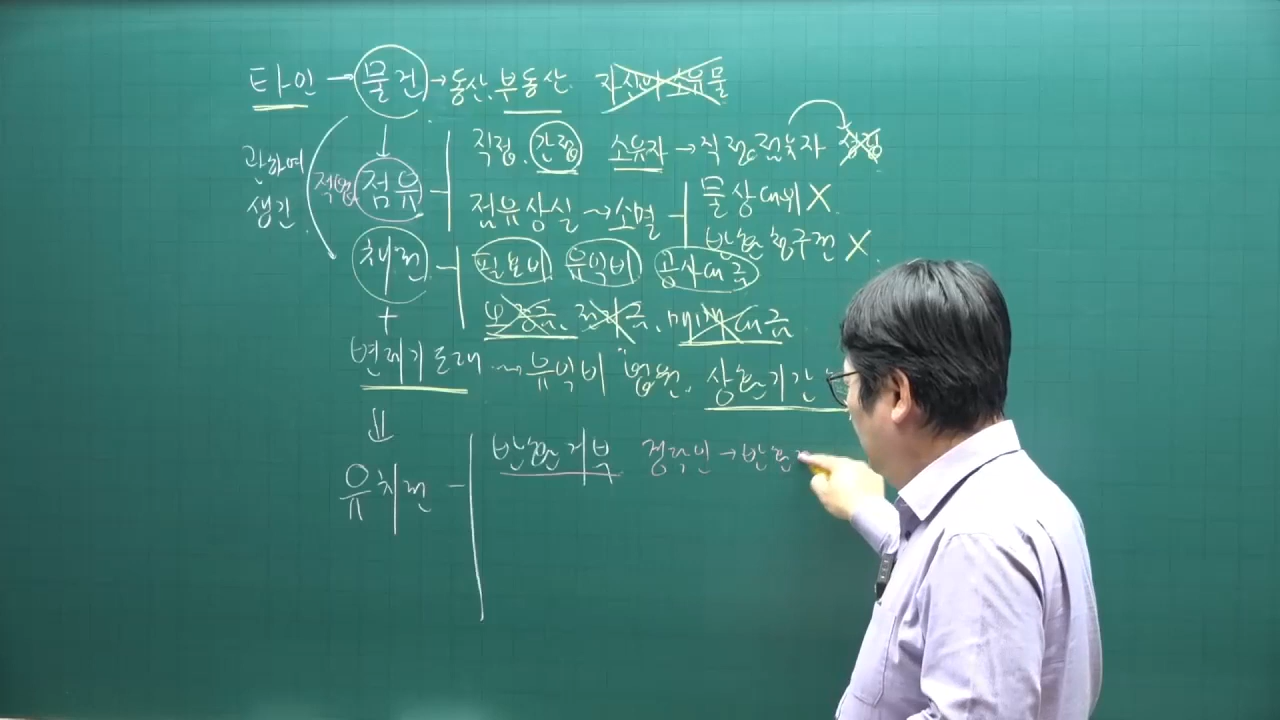 타인 → 물건 → 동산. 부동산. 자신의 소유물
관하여 생긴.
직접. 간접 소유자 → 직접점유자
적법 점유
점유상실 → 소멸
물상대위 X.
반환청구권 X.
채권
필요비 유익비 공사대금
보증금. 권리금. 매매대금
+
변제기 도래 → 유익비 법원. 상환기간
⇓
유치권
반환거부 경락인 → 반환